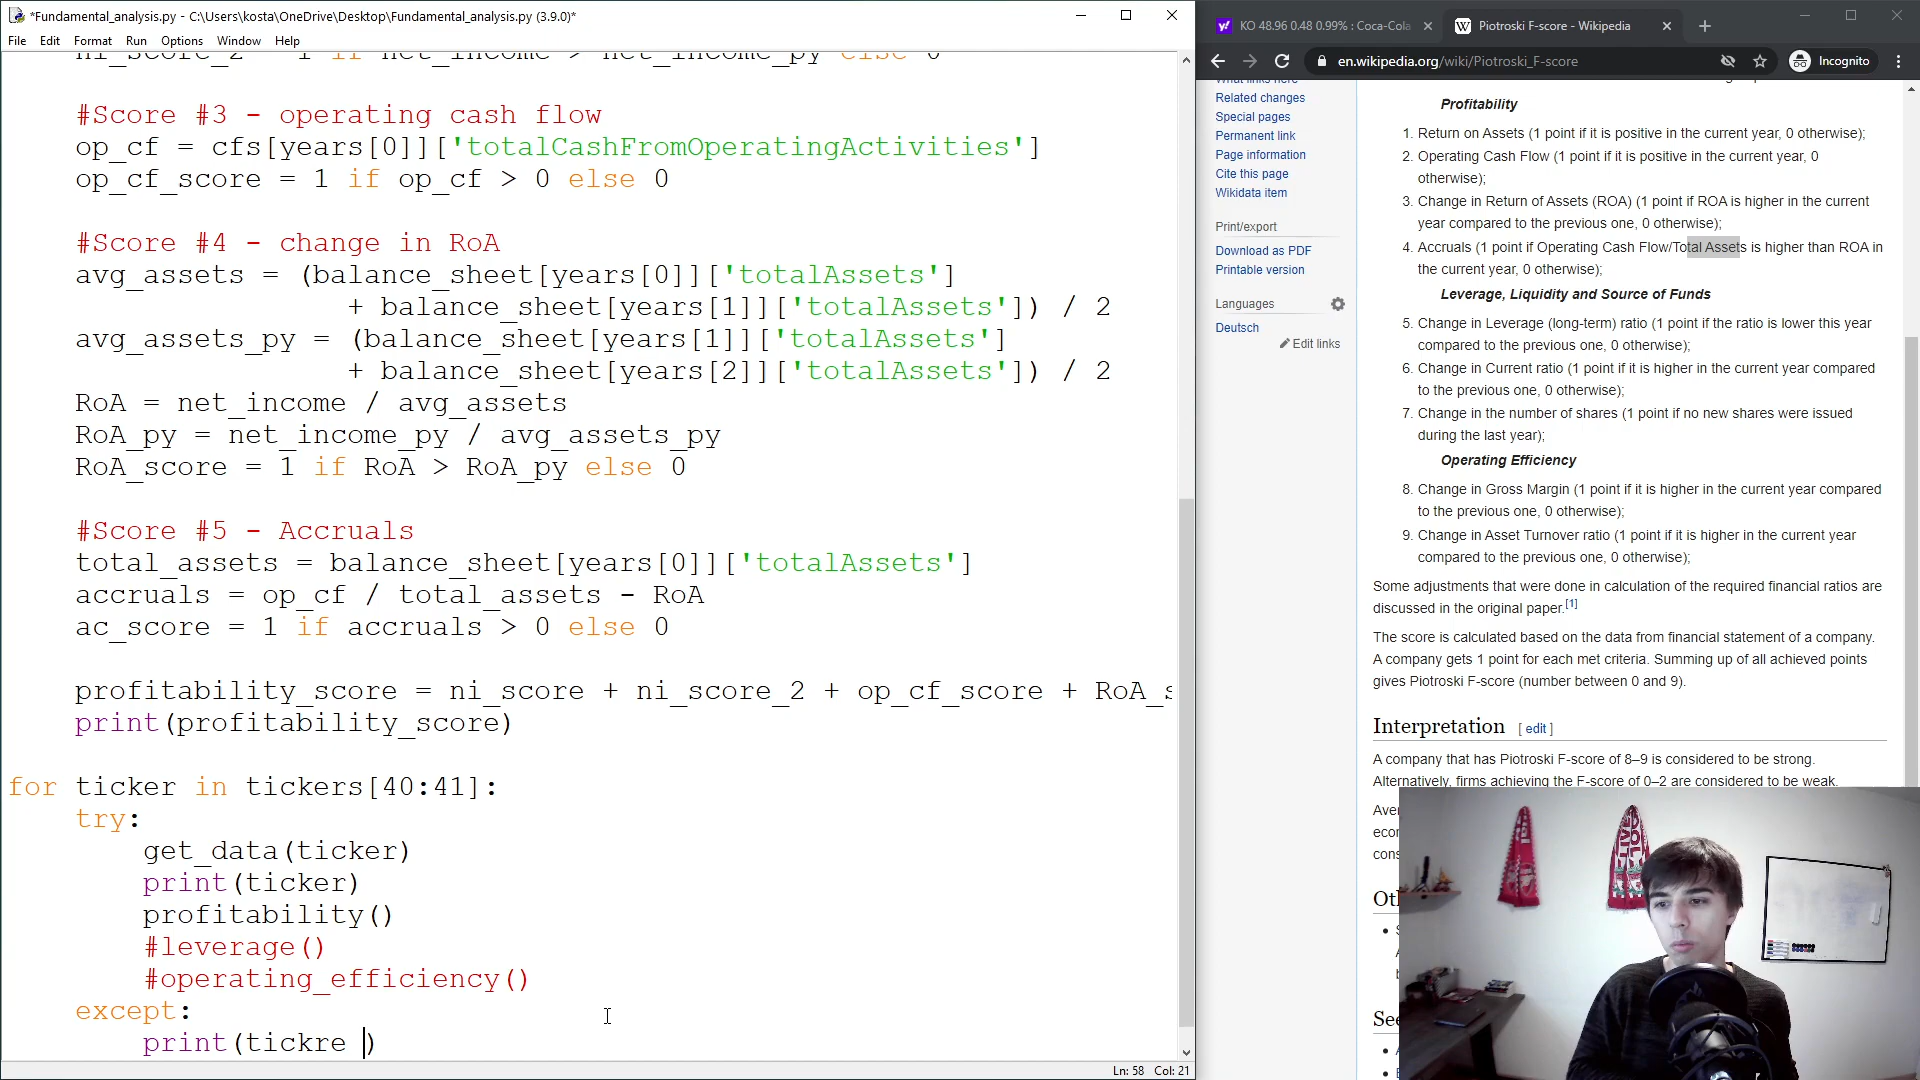 *Fundamental_analysis.py - C:\Users\kosta\OneDrive\Desktop\Fundamental_analysis.py (3.9.0)*
File Edit Format Run Options Window Help
ni_score_2 = 1 if net_income > net_income_py else 0
#Score #3 - operating cash flow
op_cf = cfs[years[0]]['totalCashFromOperatingActivities']
op_cf_score = 1 if op_cf > 0 else 0
#Score #4 - change in RoA
avg_assets = (balance_sheet[years[0]]['totalAssets']
+ balance_sheet[years[1]]['totalAssets']) / 2
avg_assets_py = (balance_sheet[years[1]]['totalAssets']
+ balance_sheet[years[2]]['totalAssets']) / 2
RoA = net_income / avg_assets
RoA_py = net_income_py / avg_assets_py
RoA_score = 1 if RoA > RoA_py else 0
#Score #5 - Accruals
total_assets = balance_sheet[years[0]]['totalAssets']
accruals = op_cf / total_assets - RoA
ac_score = 1 if accruals > 0 else 0
profitability_score = ni_score + ni_score_2 + op_cf_score + RoA_s
print(profitability_score)
for ticker in tickers[40:41]:
try:
get_data(ticker)
print(ticker)
profitability()
#leverage()
#operating_efficiency()
except:
print(tickre )
Ln: 58 Col: 21
KO 48.96 0.48 0.99% : Coca-Cola
Piotroski F-score - Wikipedia
en.wikipedia.org/wiki/Piotroski_F-score
Incognito
What links here
Related changes
Special pages
Permanent link
Page information
Cite this page
Wikidata item
Print/export
Download as PDF
Printable version
Languages
Deutsch
Edit links
Profitability
1. Return on Assets (1 point if it is positive in the current year, 0 otherwise);
2. Operating Cash Flow (1 point if it is positive in the current year, 0
otherwise);
3. Change in Return of Assets (ROA) (1 point if ROA is higher in the current
year compared to the previous one, 0 otherwise);
4. Accruals (1 point if Operating Cash Flow/Total Assets is higher than ROA in
the current year, 0 otherwise);
Leverage, Liquidity and Source of Funds
5. Change in Leverage (long-term) ratio (1 point if the ratio is lower this year
compared to the previous one, 0 otherwise);
6. Change in Current ratio (1 point if it is higher in the current year compared
to the previous one, 0 otherwise);
7. Change in the number of shares (1 point if no new shares were issued
during the last year);
Operating Efficiency
8. Change in Gross Margin (1 point if it is higher in the current year compared
to the previous one, 0 otherwise);
9. Change in Asset Turnover ratio (1 point if it is higher in the current year
compared to the previous one, 0 otherwise);
Some adjustments that were done in calculation of the required financial ratios are
discussed in the original paper.[1]
The score is calculated based on the data from financial statement of a company.
A company gets 1 point for each met criteria. Summing up of all achieved points
gives Piotroski F-score (number between 0 and 9).
Interpretation [ edit ]
A company that has Piotroski F-score of 8–9 is considered to be strong.
Alternatively, firms achieving the F-score of 0–2 are considered to be weak.